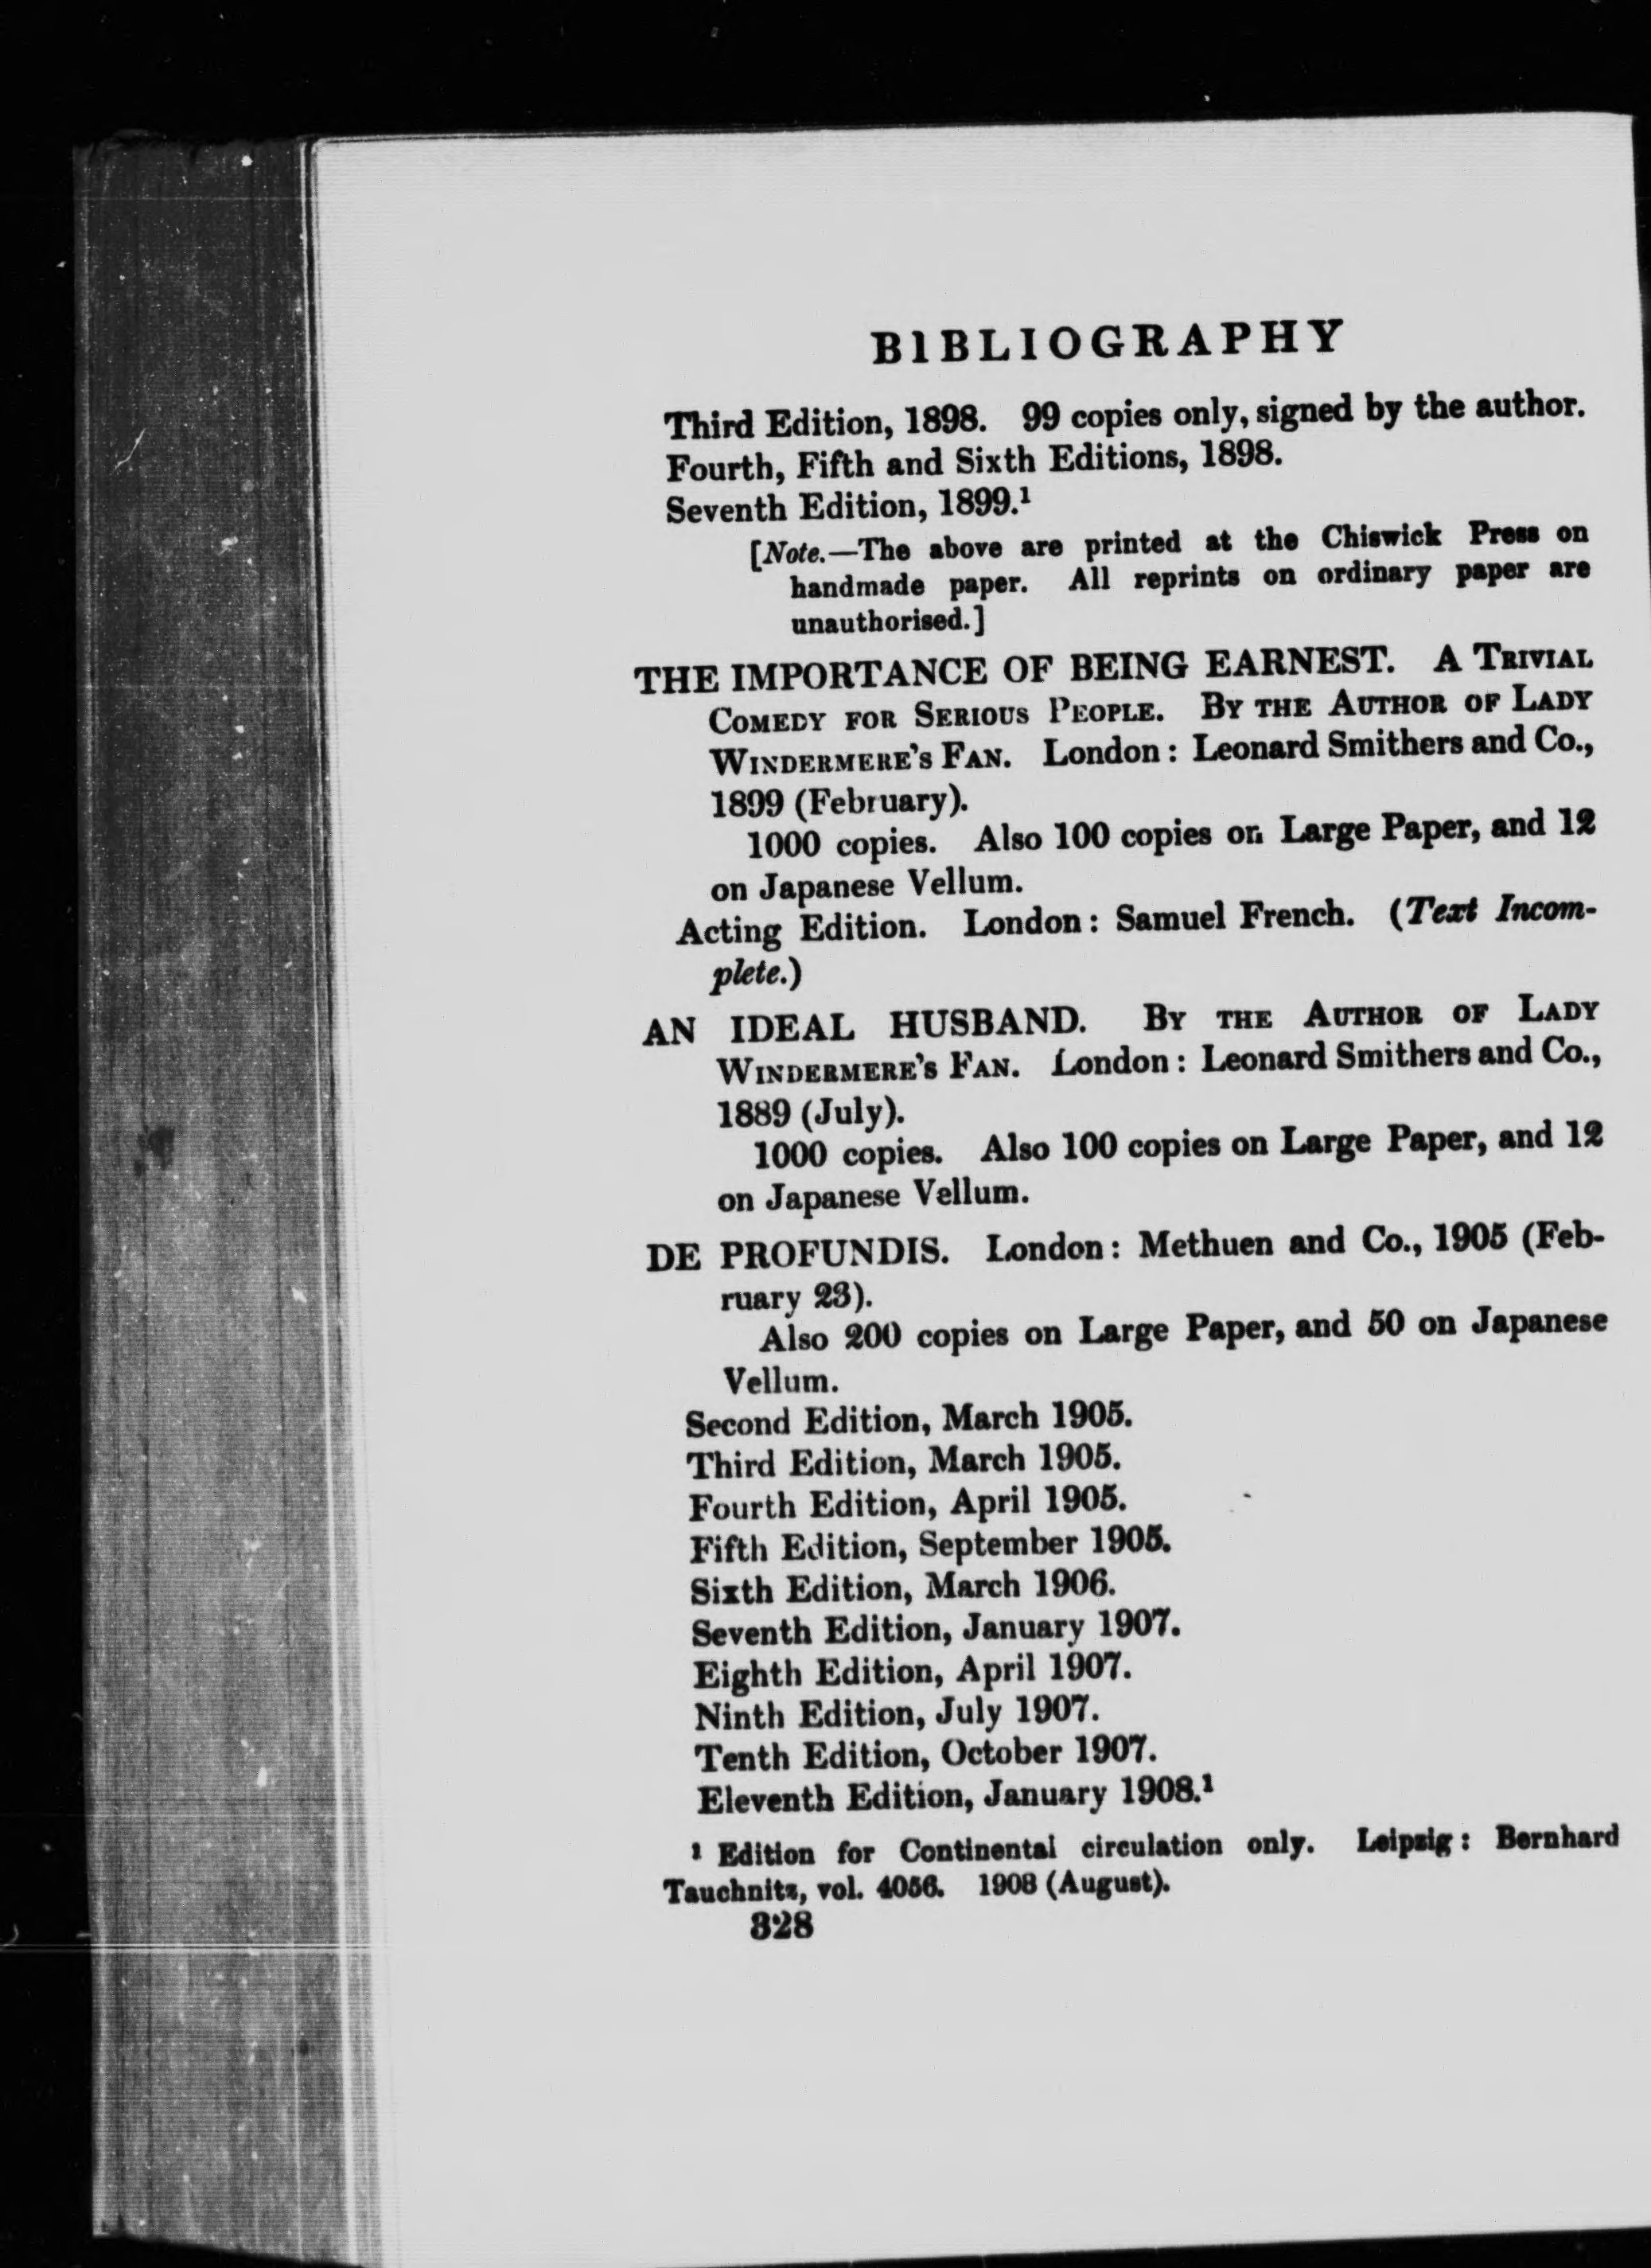 BIBLIOGRAPHY
Third Edition, 1898. 99 copies only, signed by the author.
Fourth, Fifth and Sixth Editions, 1898.
Seventh Edition, 1899.¹
[Note.—The above are printed at the Chiswick Press on
handmade paper. All reprints on ordinary paper are
unauthorised.]
THE IMPORTANCE OF BEING EARNEST. A TRIVIAL
COMEDY FOR SERIOUS PEOPLE. BY THE AUTHOR OF LADY
WINDERMERE'S FAN. London: Leonard Smithers and Co.,
1899 (February).
1000 copies. Also 100 copies on Large Paper, and 12
on Japanese Vellum.
Acting Edition. London: Samuel French. (Text Incom-
plete.)
AN IDEAL HUSBAND. BY THE AUTHOR OF LADY
WINDERMERE'S FAN. London: Leonard Smithers and Co.,
1889 (July).
1000 copies. Also 100 copies on Large Paper, and 12
on Japanese Vellum.
DE PROFUNDIS. London: Methuen and Co., 1905 (Feb-
ruary 23).
Also 200 copies on Large Paper, and 50 on Japanese
Vellum.
Second Edition, March 1905.
Third Edition, March 1905.
Fourth Edition, April 1905.
Fifth Edition, September 1905.
Sixth Edition, March 1906.
Seventh Edition, January 1907.
Eighth Edition, April 1907.
Ninth Edition, July 1907.
Tenth Edition, October 1907.
Eleventh Edition, January 1908.¹
¹ Edition for Continental circulation only. Leipzig: Bernhard
Tauchnitz, vol. 4056. 1908 (August).
328